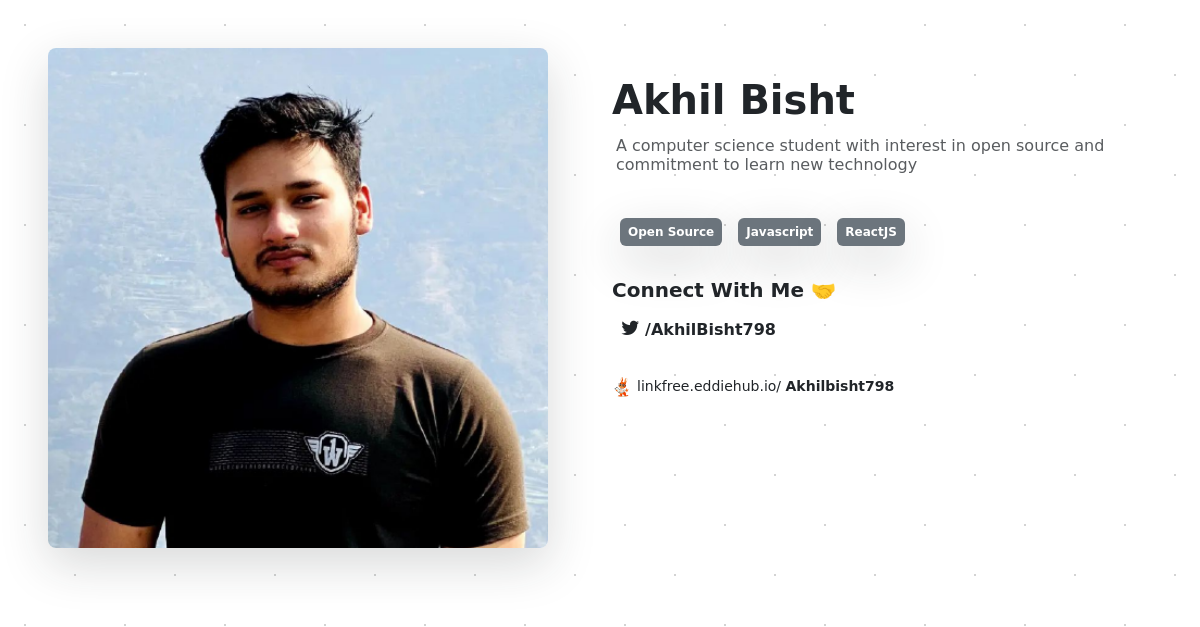 Akhil Bisht
A computer science student with interest in open source and
commitment to learn new technology
Open Source Javascript ReactJS
Connect With Me 🤝
/AkhilBisht798
linkfree.eddiehub.io/ Akhilbisht798